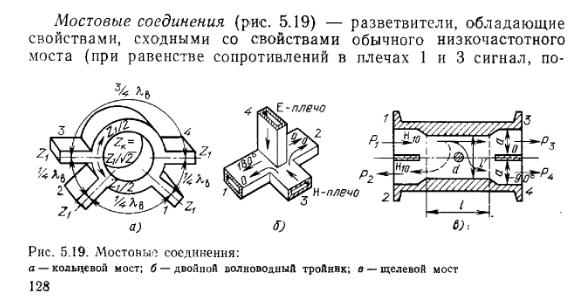 Мостовые соединения (рис. 5.19) — разветвители, обладающие
свойствами, сходными со свойствами обычного низкочастотного
моста (при равенстве сопротивлений в плечах 1 и 3 сигнал, по-
3/4 λв
3
4
Z1√2
Zк=
Z1√2
Z1
Z1
1/4 λв
1/4 λв
2
1
Z1
1/4 λв
Z1
а)
4
E-плечо
2
180°
0
1
3
H-плечо
б)
1
3
P1
H10
a
P3
0
d
l'
P2
H20
a
P4
90°
2
4
l
в)
Рис. 5.19. Мостовые соединения:
а — кольцевой мост; б — двойной волноводный тройник; в — щелевой мост
128